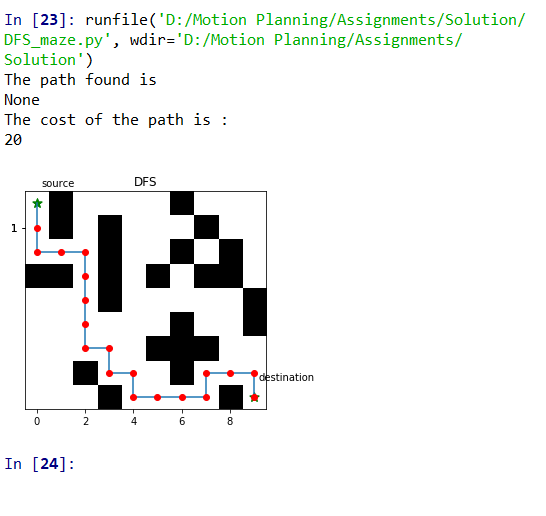 In [23]: runfile('D:/Motion Planning/Assignments/Solution/
DFS_maze.py', wdir='D:/Motion Planning/Assignments/
Solution')
The path found is
None
The cost of the path is :
20
source
DFS
1
destination
0 2 4 6 8
In [24]: